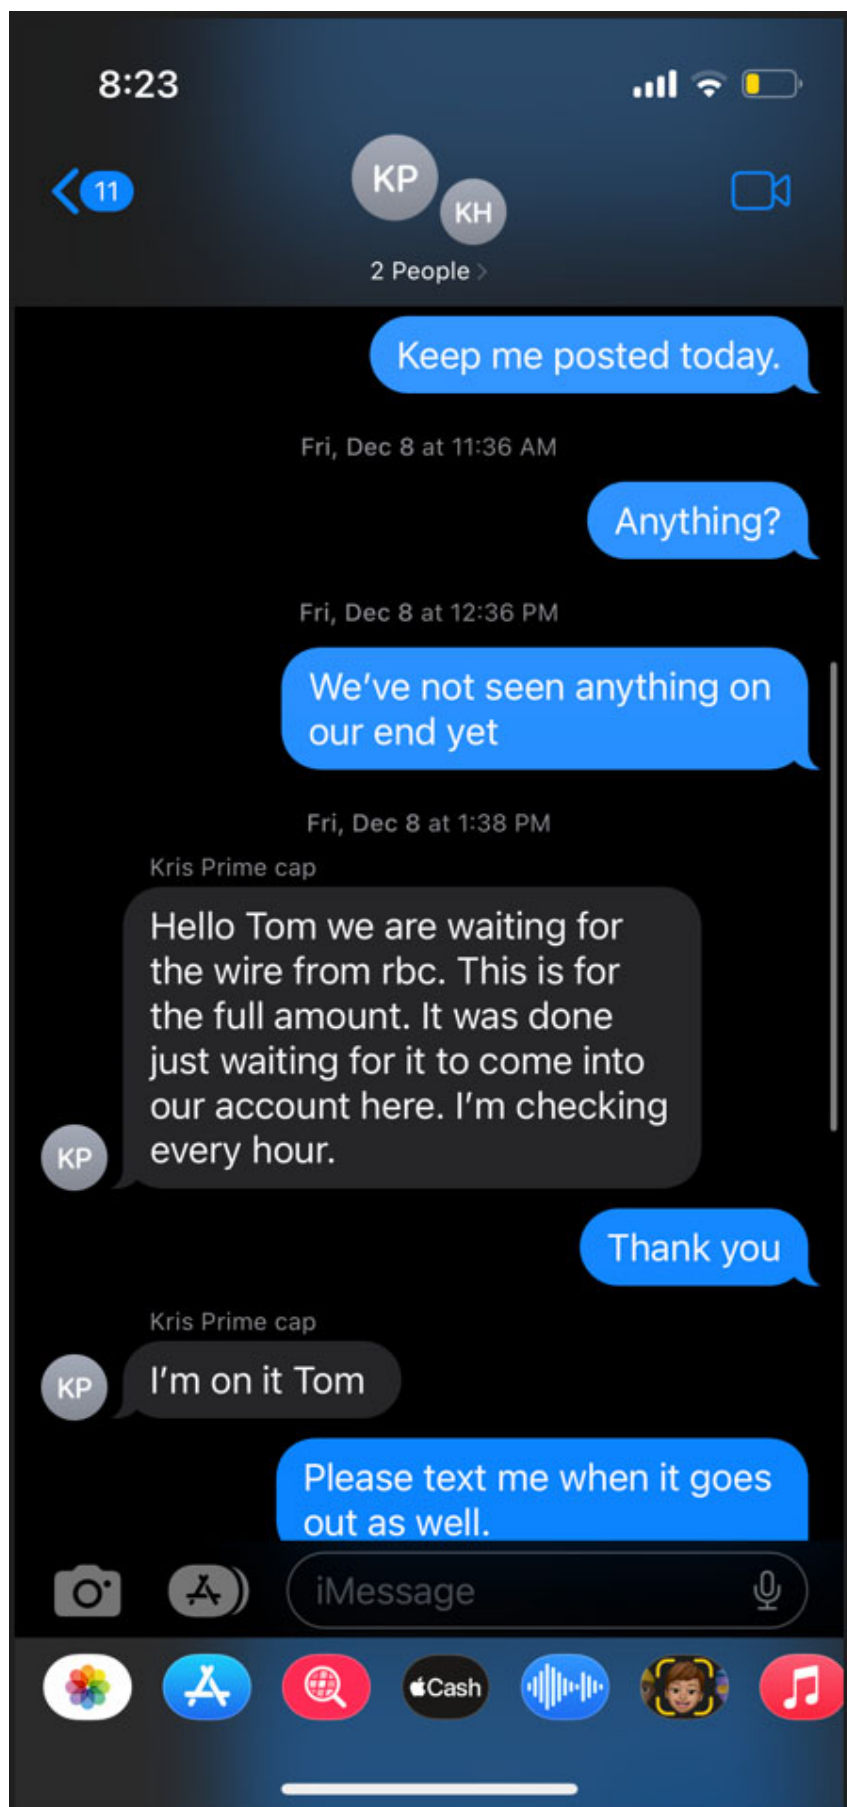 8:23
11
KP
KH
2 People
Keep me posted today.
Fri, Dec 8 at 11:36 AM
Anything?
Fri, Dec 8 at 12:36 PM
We've not seen anything on
our end yet
Fri, Dec 8 at 1:38 PM
Kris Prime cap
Hello Tom we are waiting for
the wire from rbc. This is for
the full amount. It was done
just waiting for it to come into
our account here. I'm checking
every hour.
KP
Thank you
Kris Prime cap
I'm on it Tom
KP
Please text me when it goes
out as well.
iMessage
Cash